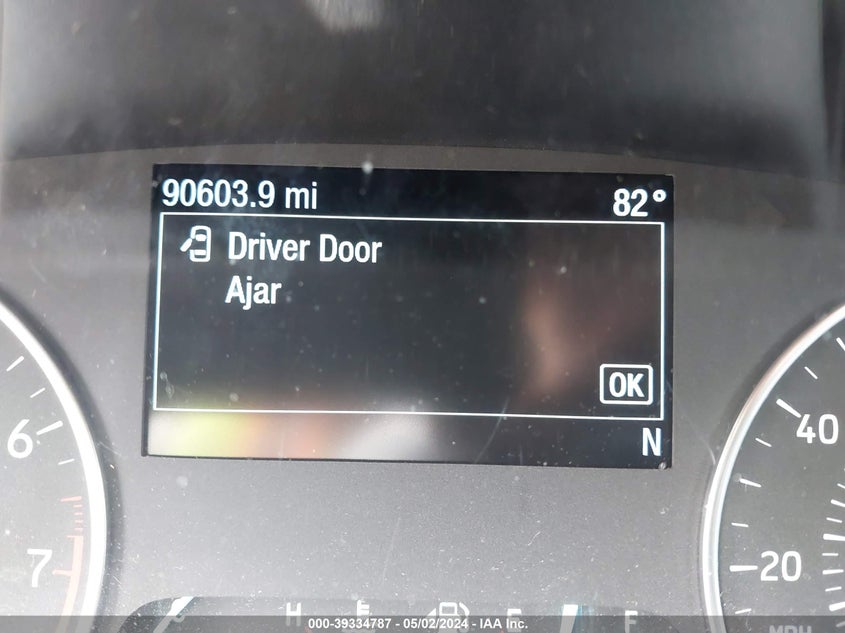 90603.9 mi 82°
Driver Door
Ajar
OK
N
6
7
40
20
H E F
MPH
000-39334787 - 05/02/2024 - IAA Inc.